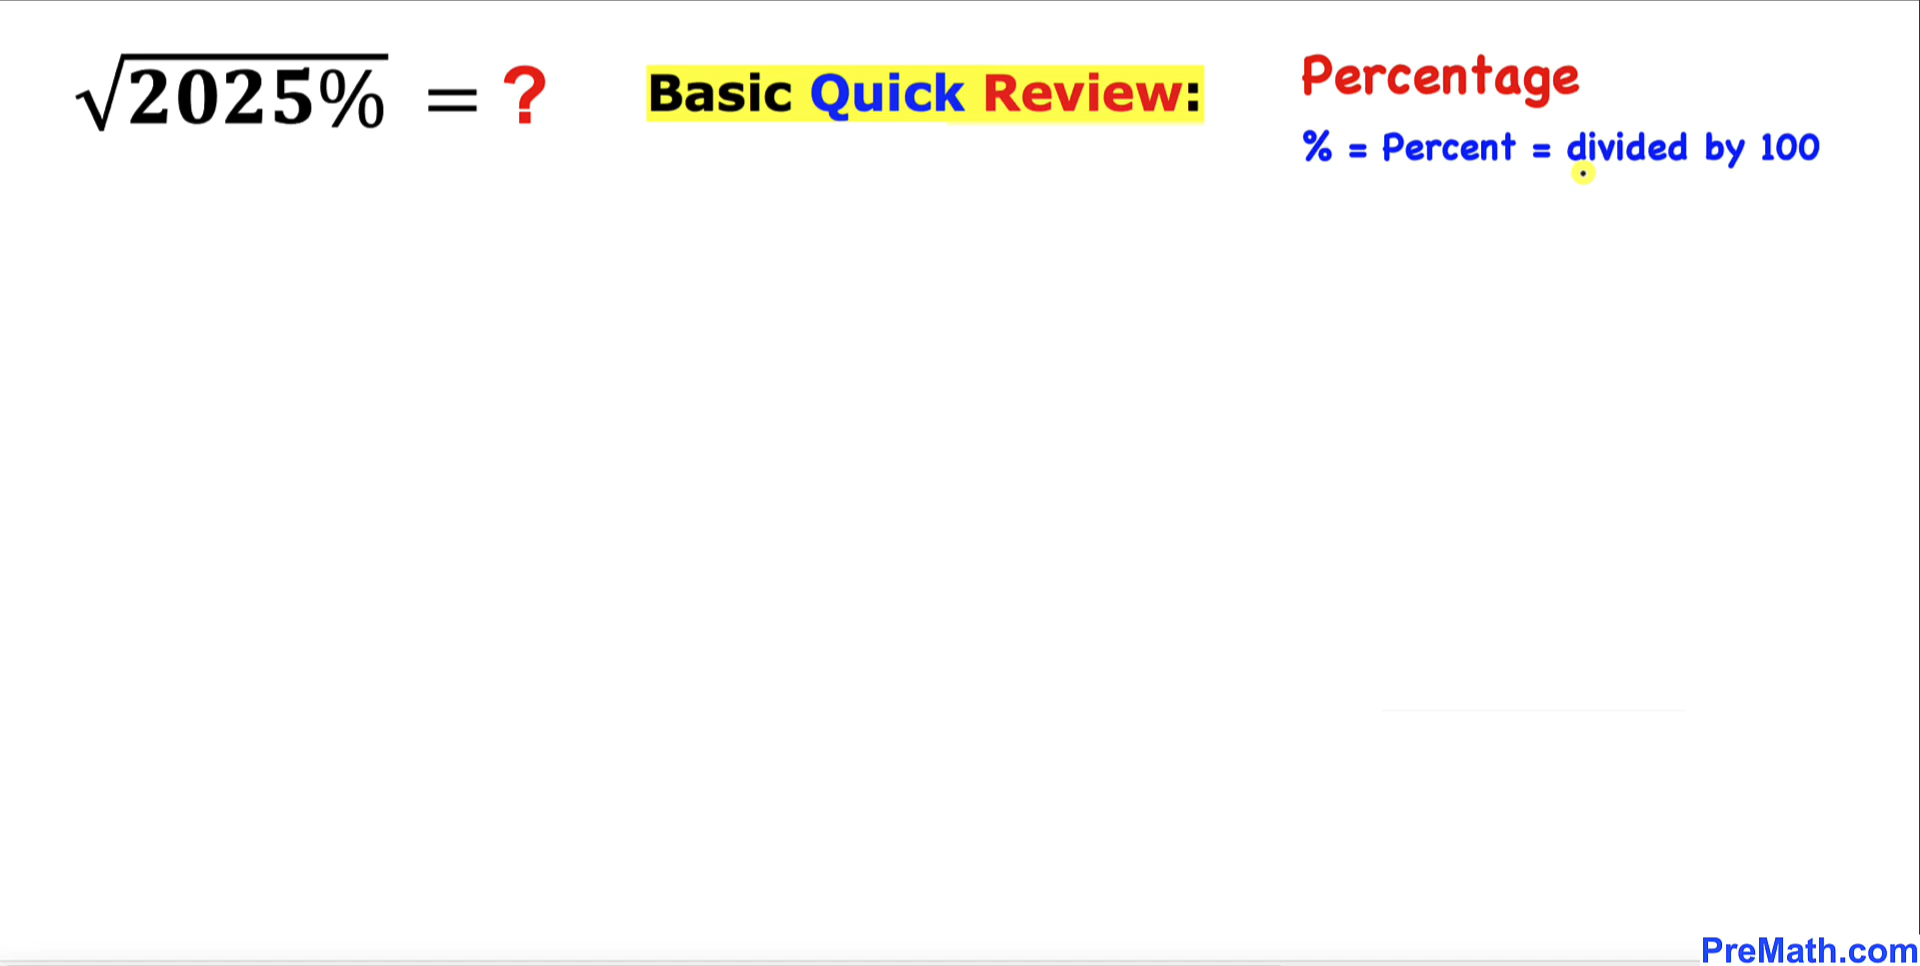 √2025% = ?
Basic Quick Review:
Percentage
% = Percent = divided by 100
PreMath.com